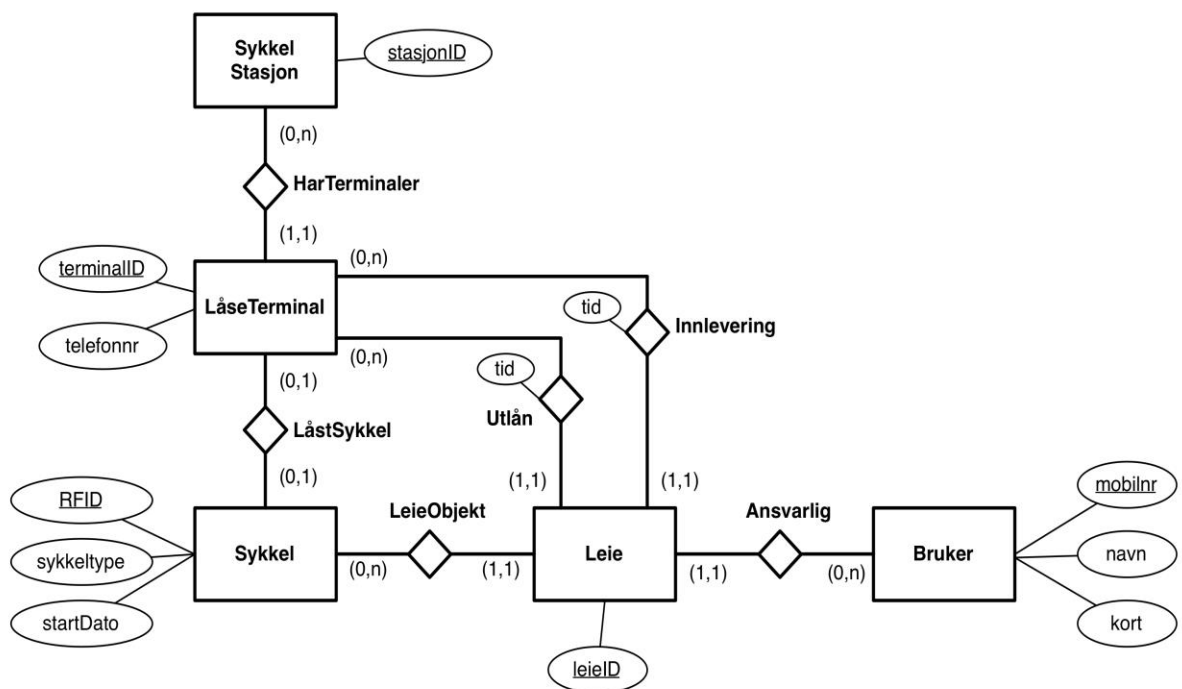 Sykkel
Stasjon
stasjonID
(0,n)
HarTerminaler
(1,1)
terminalID
telefonnr
LåseTerminal
(0,n)
(0,n)
tid
Innlevering
tid
Utlån
(0,1)
LåstSykkel
(0,1)
(1,1)
(1,1)
RFID
sykkeltype
startDato
Sykkel
(0,n)
LeieObjekt
(1,1)
Leie
leieID
(1,1)
Ansvarlig
(0,n)
Bruker
mobilnr
navn
kort